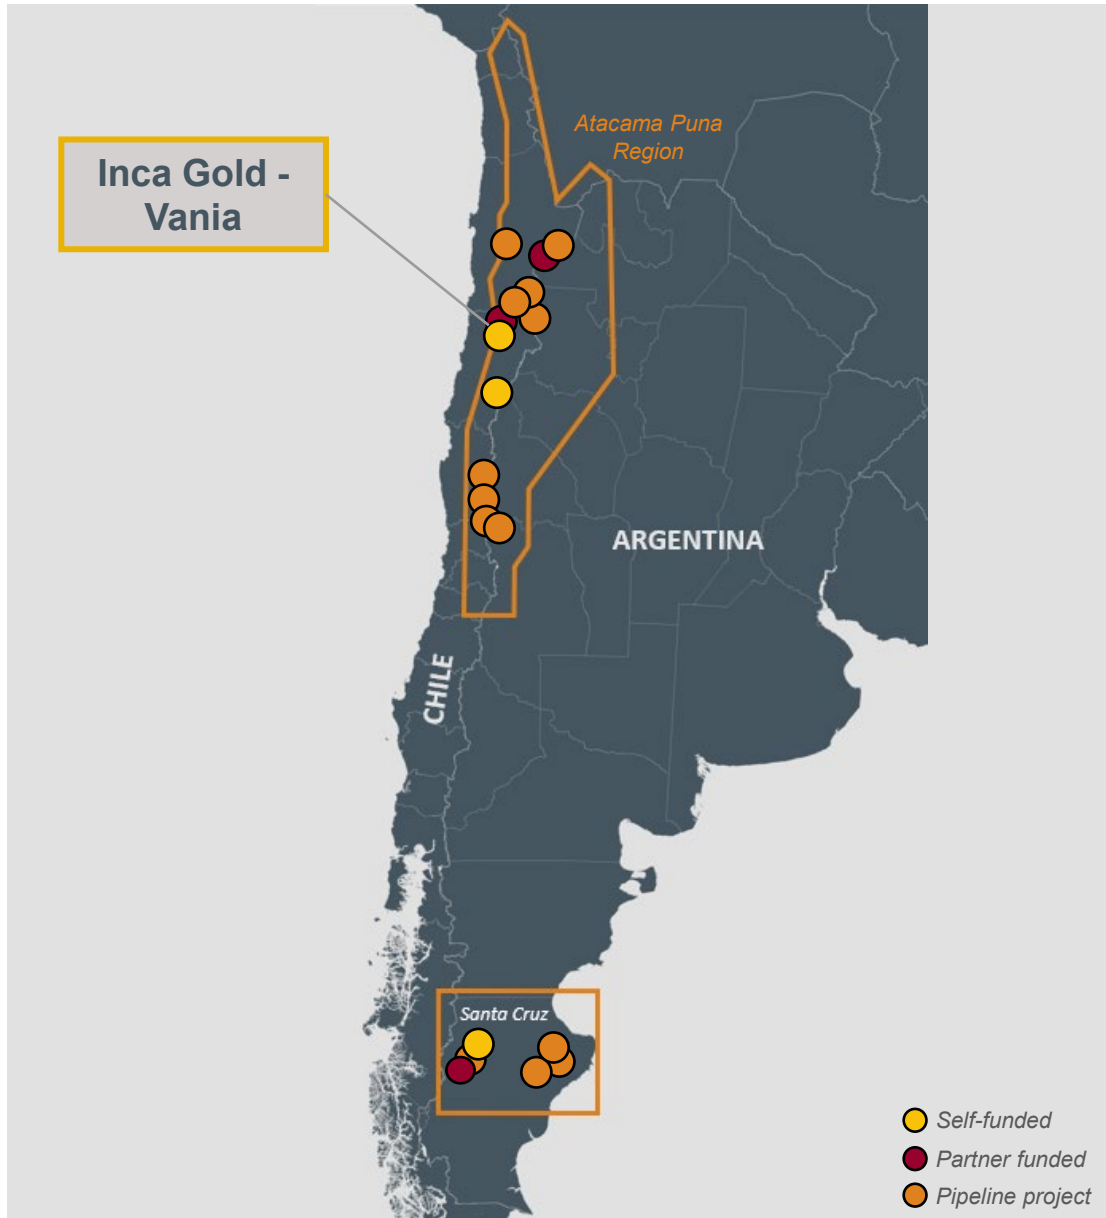 Atacama Puna
Region
Inca Gold -
Vania
ARGENTINA
CHILE
Santa Cruz
Self-funded
Partner funded
Pipeline project